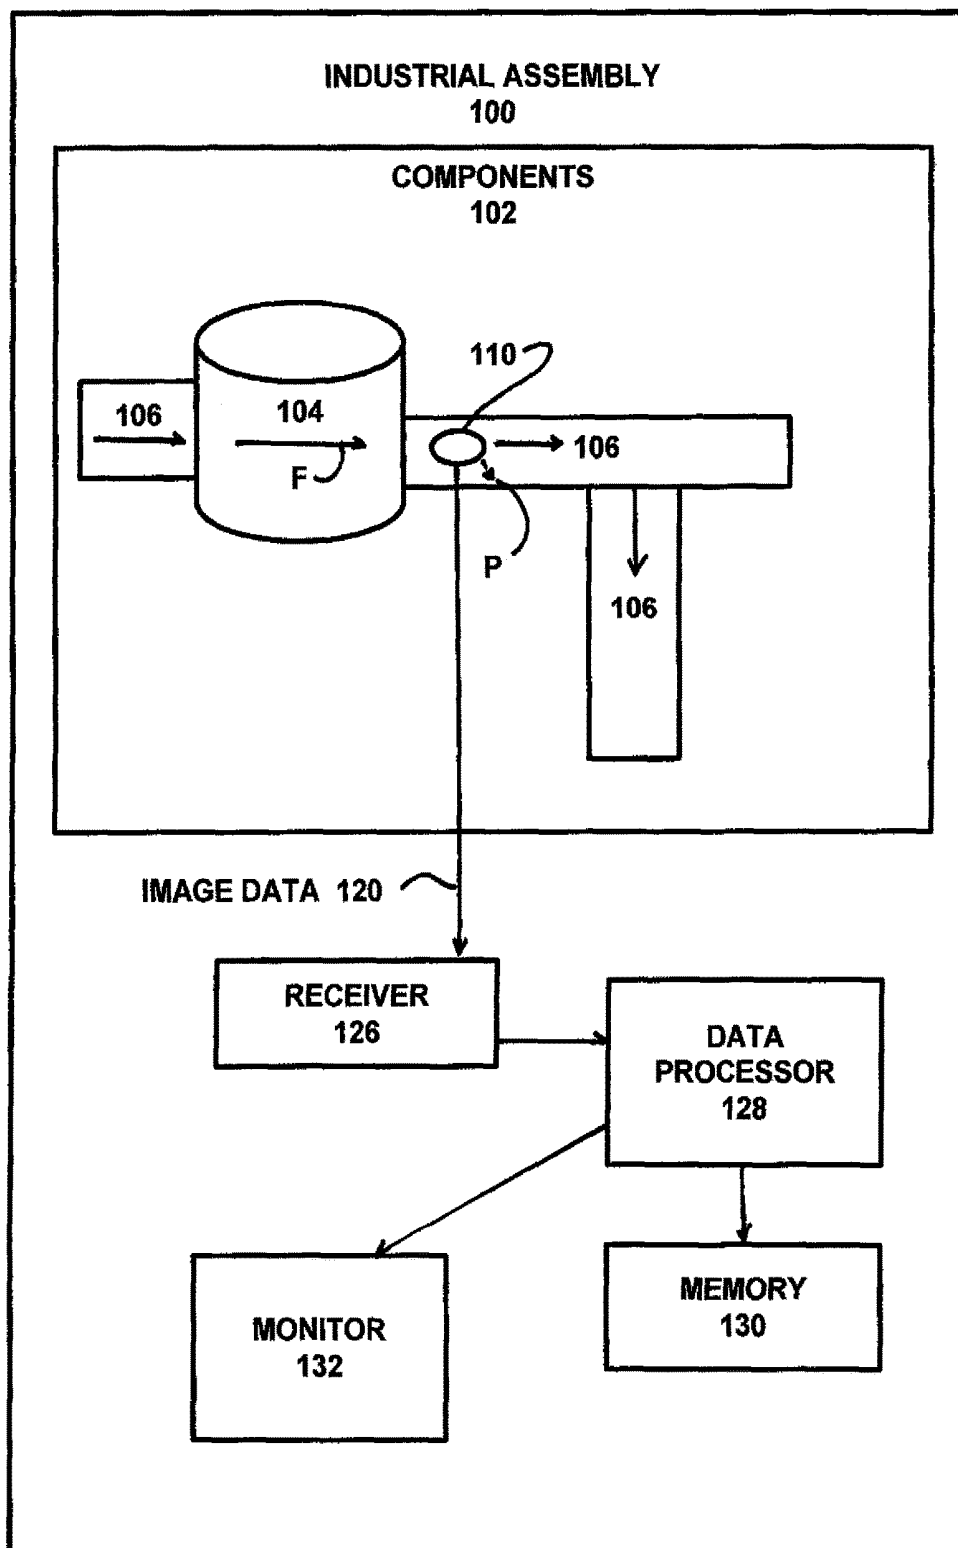 INDUSTRIAL ASSEMBLY
100
COMPONENTS
102
110
106
104
106
F
P
106
IMAGE DATA 120
RECEIVER
126
DATA
PROCESSOR
128
MEMORY
130
MONITOR
132